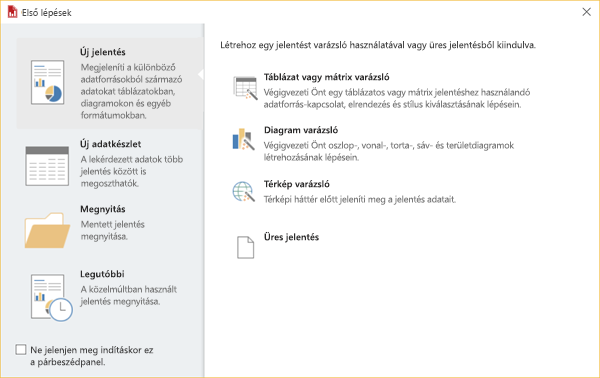 Első lépések
Új jelentés
Megjeleníti a különböző
adatforrásokból származó
adatokat táblázatokban,
diagramokon és egyéb
formátumokban.
Új adatkészlet
A lekérdezett adatok több
jelentés között is
megoszthatók.
Megnyitás
Mentett jelentés
megnyitása.
Legutóbbi
A közelmúltban használt
jelentés megnyitása.
Ne jelenjen meg indításkor ez
a párbeszédpanel.
Létrehoz egy jelentést varázsló használatával vagy üres jelentésből kiindulva.
Táblázat vagy mátrix varázsló
Végigvezeti Önt egy táblázatos vagy mátrix jelentéshez használandó
adatforrás-kapcsolat, elrendezés és stílus kiválasztásának lépésein.
Diagram varázsló
Végigvezeti Önt oszlop-, vonal-, torta-, sáv- és területdiagramok
létrehozásának lépésein.
Térkép varázsló
Térképi háttér előtt jeleníti meg a jelentés adatait.
Üres jelentés